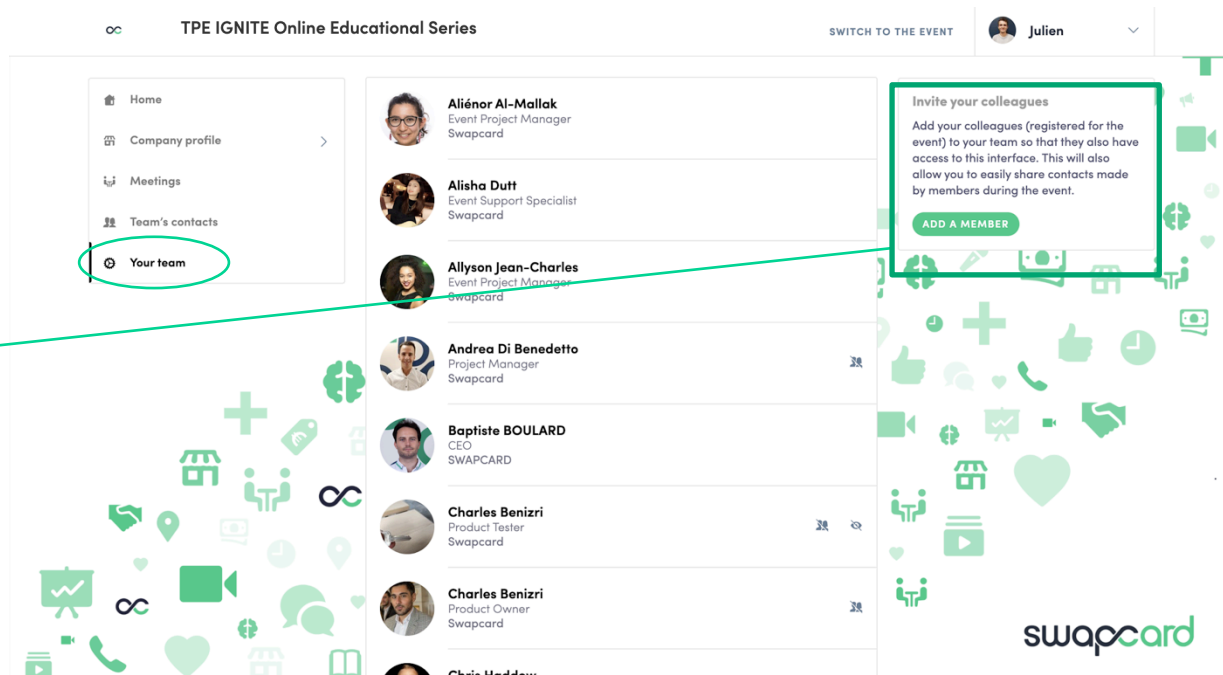 TPE IGNITE Online Educational Series
SWITCH TO THE EVENT
Julien
Home
Company profile
Meetings
Team's contacts
Your team
Aliénor Al-Mallak
Event Project Manager
Swapcard
Alisha Dutt
Event Support Specialist
Swapcard
Allyson Jean-Charles
Event Project Manager
Swapcard
Andrea Di Benedetto
Project Manager
Swapcard
Baptiste BOULARD
CEO
SWAPCARD
Charles Benizri
Product Tester
Swapcard
Charles Benizri
Product Owner
Swapcard
Chris Haddow
Invite your colleagues
Add your colleagues (registered for the
event) to your team so that they also have
access to this interface. This will also
allow you to easily share contacts made
by members during the event.
ADD A MEMBER
swapcard